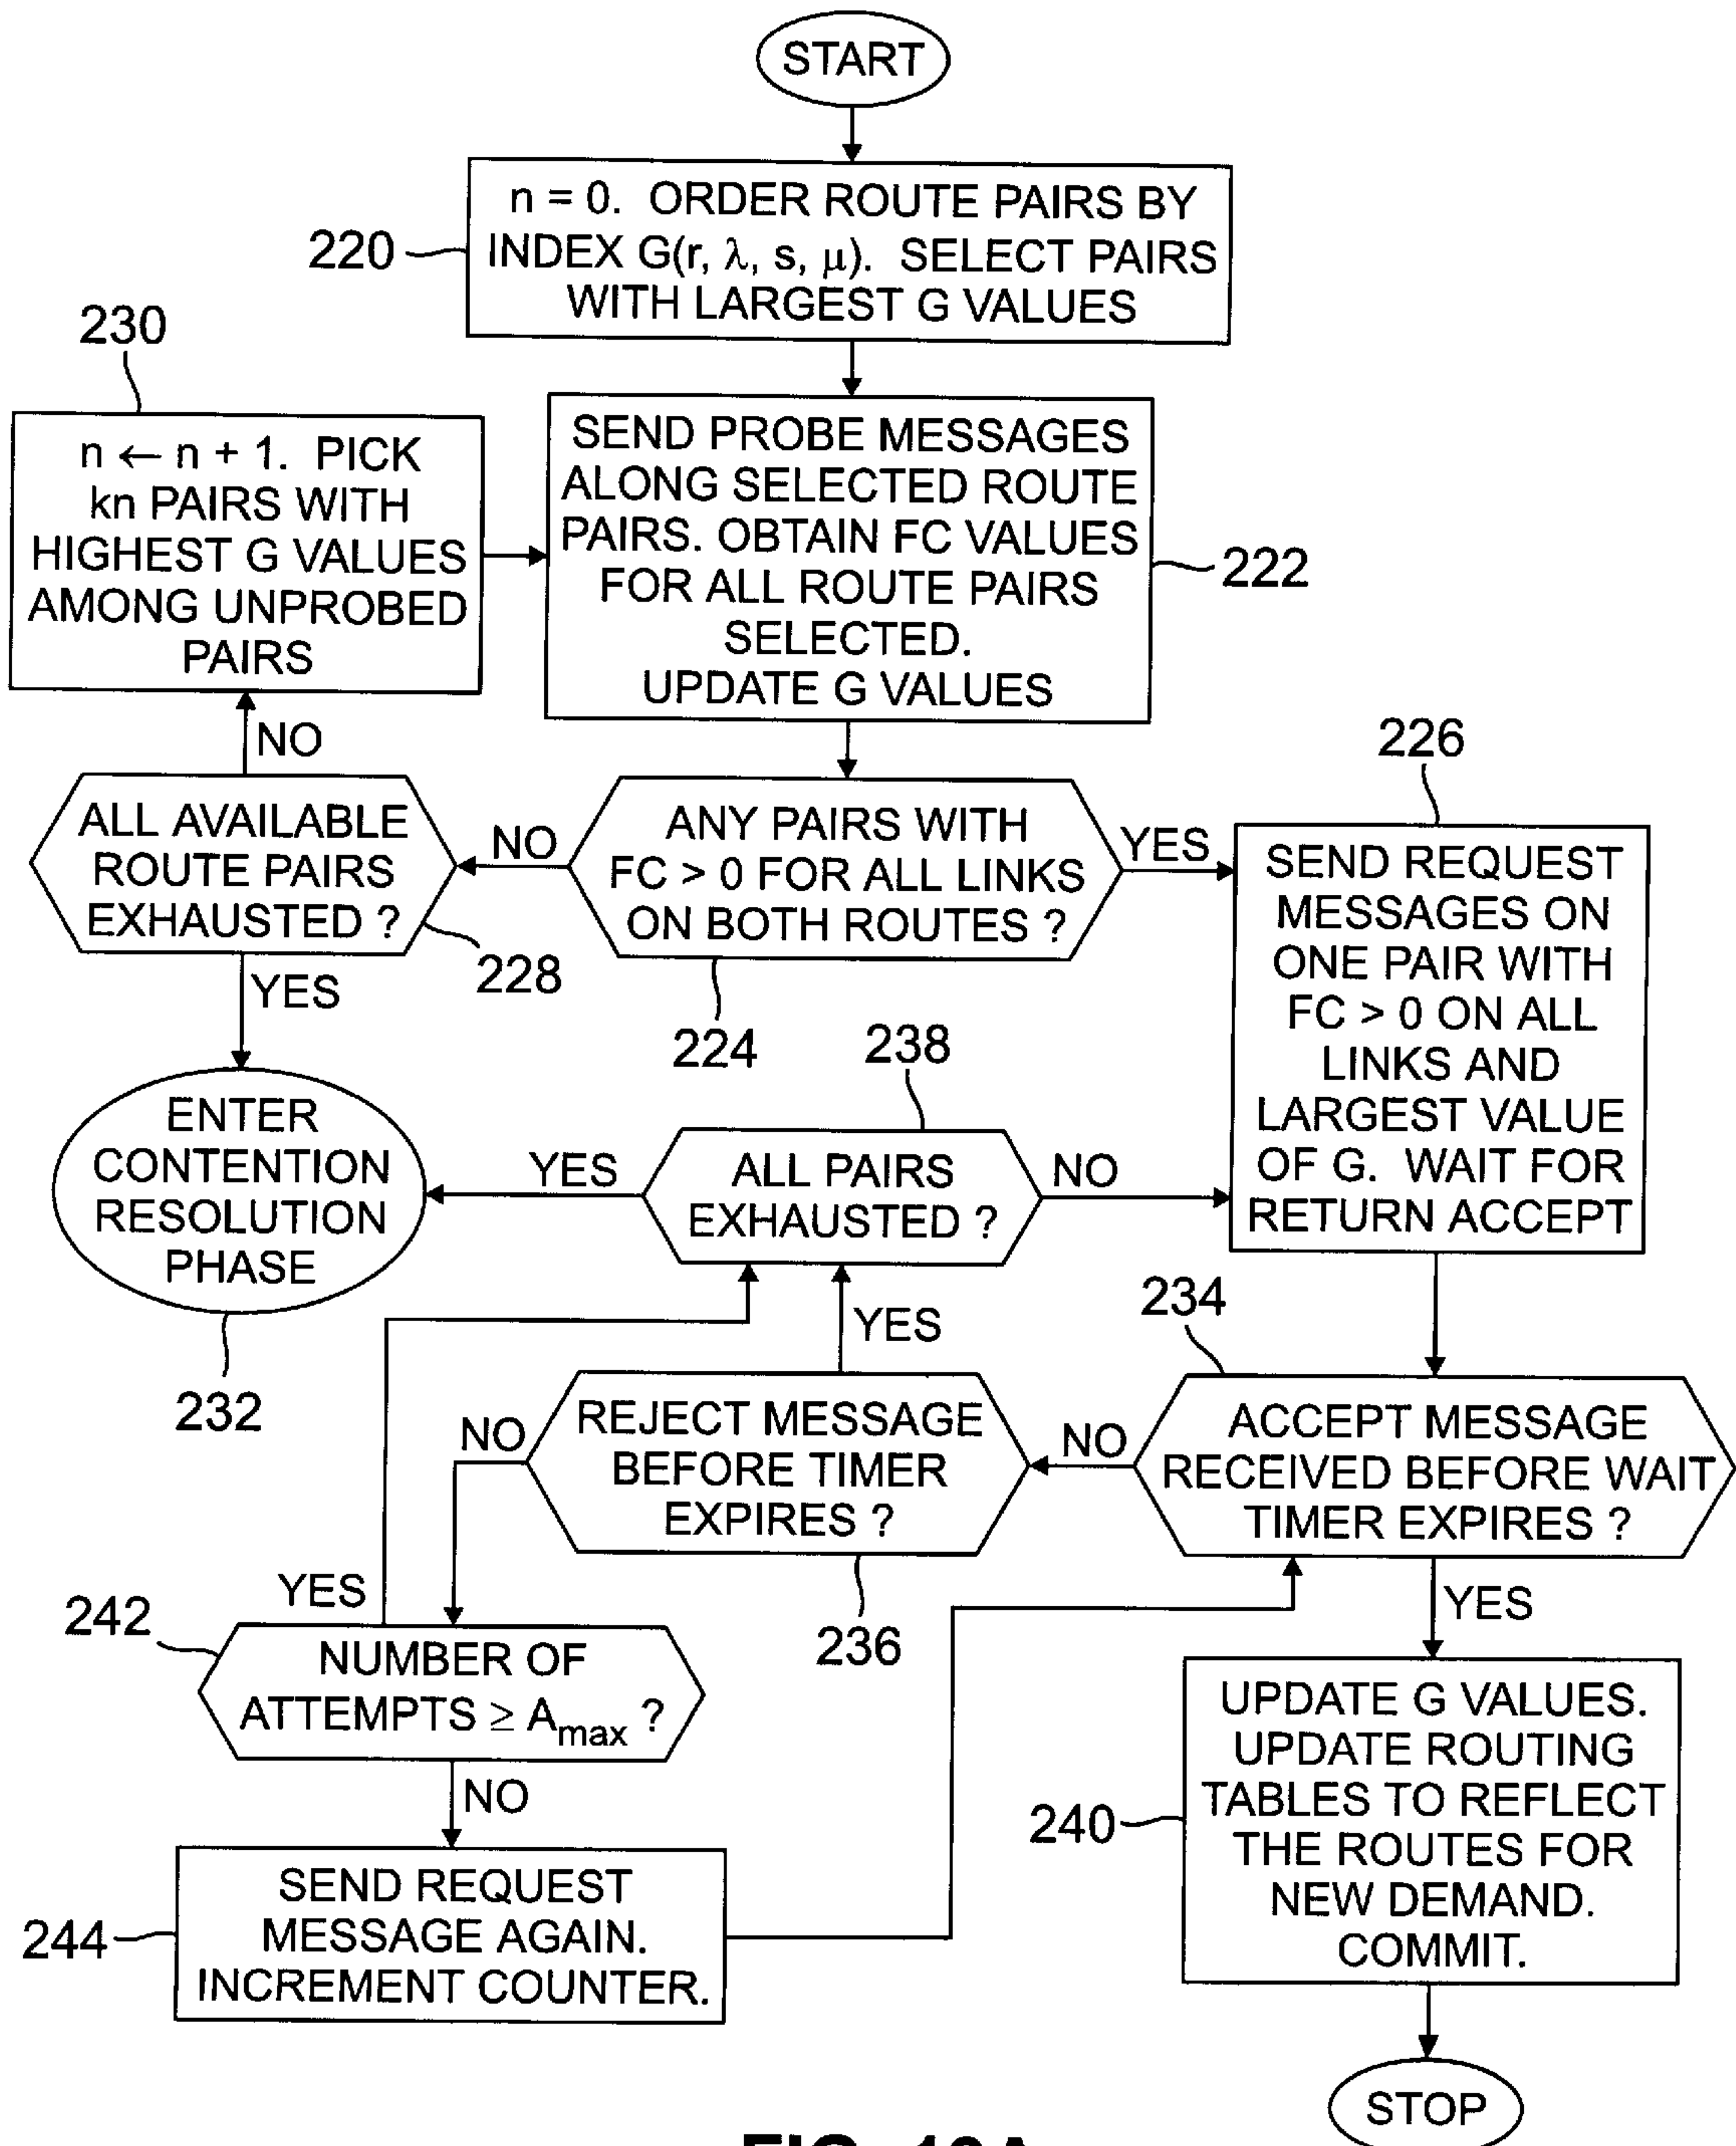 START
n = 0. ORDER ROUTE PAIRS BY
INDEX G(r, λ, s, μ). SELECT PAIRS
WITH LARGEST G VALUES
220
230
n ← n + 1. PICK
kn PAIRS WITH
HIGHEST G VALUES
AMONG UNPROBED
PAIRS
SEND PROBE MESSAGES
ALONG SELECTED ROUTE
PAIRS. OBTAIN FC VALUES
FOR ALL ROUTE PAIRS
SELECTED.
UPDATE G VALUES
222
NO
226
ALL AVAILABLE
ROUTE PAIRS
EXHAUSTED ?
228
NO
ANY PAIRS WITH
FC > 0 FOR ALL LINKS
ON BOTH ROUTES ?
224
YES
SEND REQUEST
MESSAGES ON
ONE PAIR WITH
FC > 0 ON ALL
LINKS AND
LARGEST VALUE
OF G. WAIT FOR
RETURN ACCEPT
YES
238
ENTER
CONTENTION
RESOLUTION
PHASE
232
YES
ALL PAIRS
EXHAUSTED ?
NO
234
YES
REJECT MESSAGE
BEFORE TIMER
EXPIRES ?
236
NO
NO
ACCEPT MESSAGE
RECEIVED BEFORE WAIT
TIMER EXPIRES ?
YES
YES
242
NUMBER OF
ATTEMPTS ≥ Amax ?
NO
UPDATE G VALUES.
UPDATE ROUTING
TABLES TO REFLECT
THE ROUTES FOR
NEW DEMAND.
COMMIT.
240
SEND REQUEST
MESSAGE AGAIN.
INCREMENT COUNTER.
244
STOP